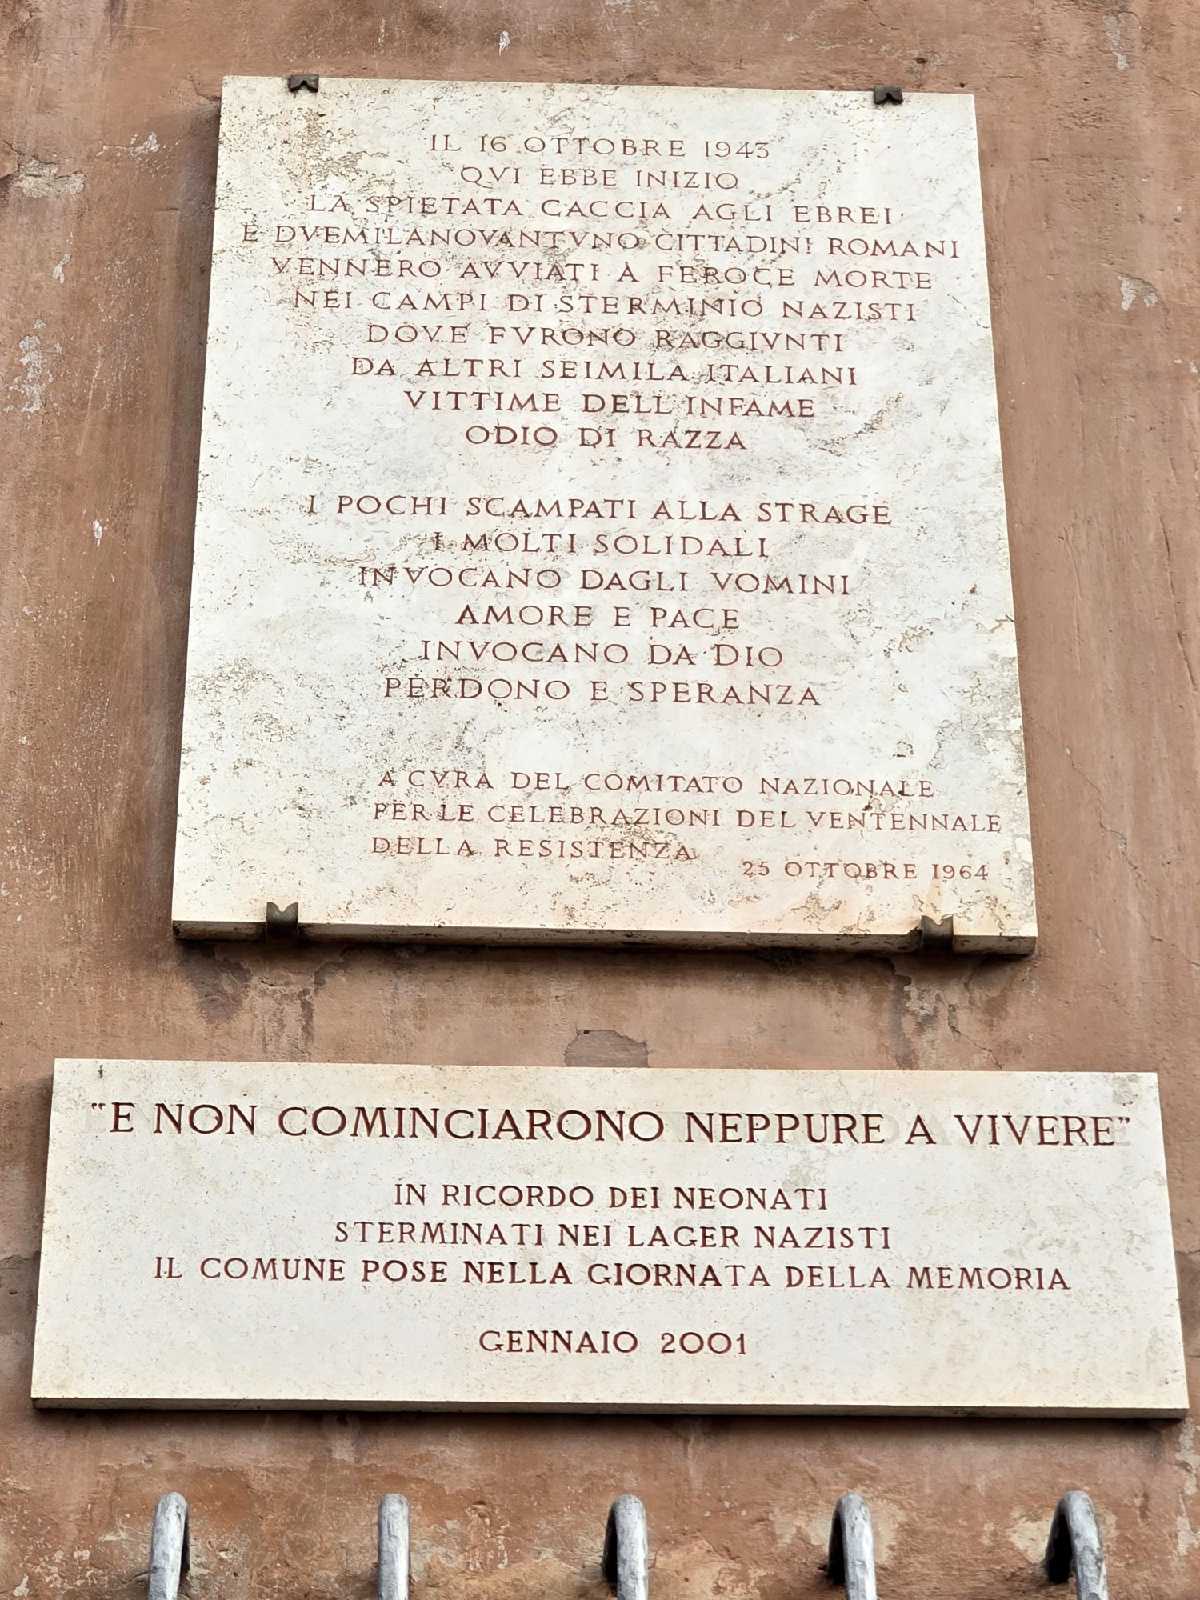 IL 16 OTTOBRE 1943
QVI EBBE INIZIO
LA SPIETATA CACCIA AGLI EBREI
E DVEMILANOVANTVNO CITTADINI ROMANI
VENNERO AVVIATI A FEROCE MORTE
NEI CAMPI DI STERMINIO NAZISTI
DOVE FVRONO RAGGIVNTI
DA ALTRI SEIMILA ITALIANI
VITTIME DELL'INFAME
ODIO DI RAZZA
I POCHI SCAMPATI ALLA STRAGE
I MOLTI SOLIDALI
INVOCANO DAGLI VOMINI
AMORE E PACE
INVOCANO DA DIO
PERDONO E SPERANZA
A CVRA DEL COMITATO NAZIONALE
PER LE CELEBRAZIONI DEL VENTENNALE
DELLA RESISTENZA
25 OTTOBRE 1964
"E NON COMINCIARONO NEPPURE A VIVERE"
IN RICORDO DEI NEONATI
STERMINATI NEI LAGER NAZISTI
IL COMUNE POSE NELLA GIORNATA DELLA MEMORIA
GENNAIO 2001